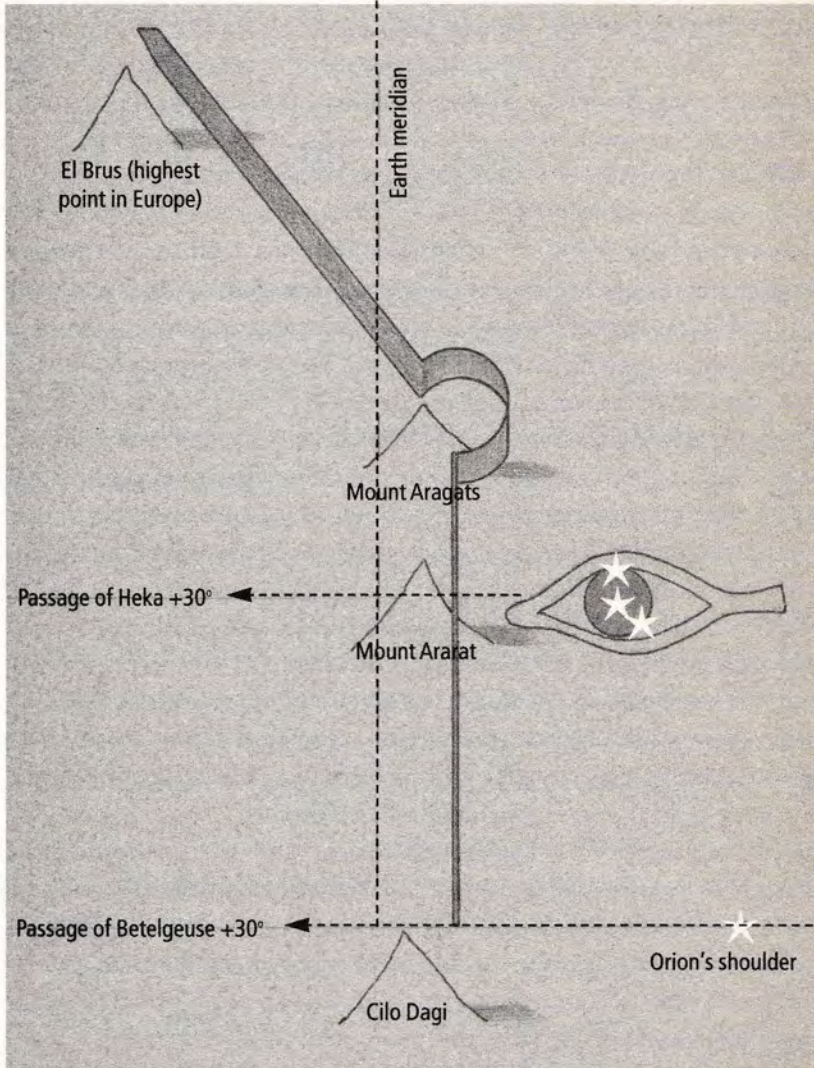 Earth meridian
El Brus (highest
point in Europe)
Mount Aragats
Passage of Heka +30°
Mount Ararat
Passage of Betelgeuse +30°
Orion's shoulder
Cilo Dagi